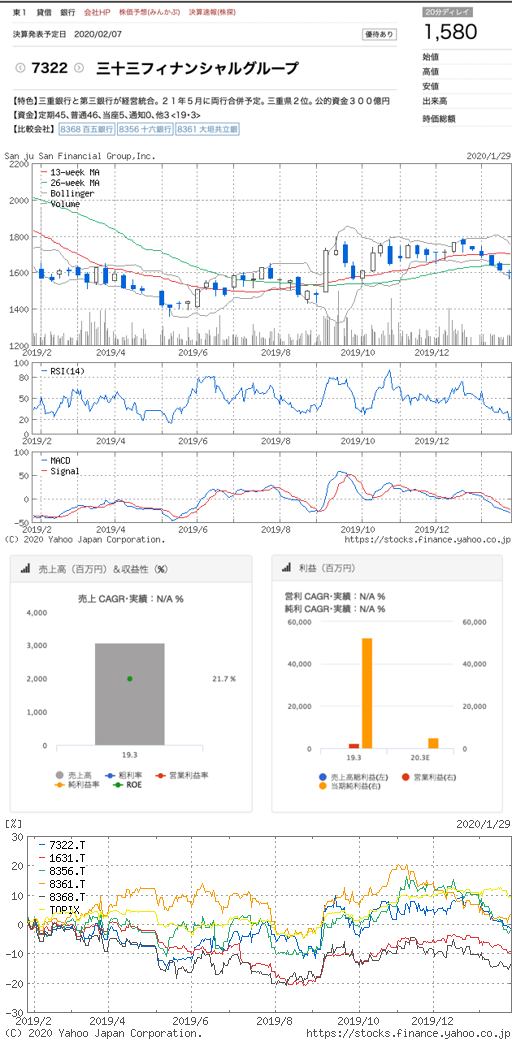 東1 貸借 銀行 会社HP 株価予想(みんかぶ) 決算速報(株探)
20分ディレイ
1,580
決算発表予定日 2020/02/07
優待あり
7322 三十三フィナンシャルグループ
始値
高値
安値
出来高
時価総額
【特色】三重銀行と第三銀行が経営統合。21年5月に両行合併予定。三重県2位。公的資金300億円
【資金】定期45、普通46、当座5、通知0、他3 <19・3>
【比較会社】 8368 百五銀行 8356 十六銀行 8361 大垣共立銀
San ju San Financial Group,Inc. 2020/1/29
2200
13-week MA
26-week MA
Bollinger
Volume
2000
1800
1600
1400
1200
2019/2 2019/4 2019/6 2019/8 2019/10 2019/12
100
RSI(14)
80
50
20
0
2019/2 2019/4 2019/6 2019/8 2019/10 2019/12
100
MACD
Signal
50
0
-50
2019/2 2019/4 2019/6 2019/8 2019/10 2019/12
(C) 2020 Yahoo Japan Corporation. https://stocks.finance.yahoo.co.jp/
売上高（百万円）＆収益性（%）
売上 CAGR・実績：N/A %
4,000
3,000
2,000
1,000
0
21.7 %
19.3
売上高 粗利率 営業利益率
純利益率 ROE
利益（百万円）
営利 CAGR・実績：N/A %
純利 CAGR・実績：N/A %
60,000 60,000
40,000 40,000
20,000 20,000
0 0
19.3 20.3E
売上高総利益(左) 営業利益(右)
当期純利益(右)
[%] 2020/1/29
30
7322.T
1631.T
8356.T
8361.T
8368.T
TOPIX
20
10
0
-10
-20
-30
2019/2 2019/4 2019/6 2019/8 2019/10 2019/12
(C) 2020 Yahoo Japan Corporation. https://stocks.finance.yahoo.co.jp/